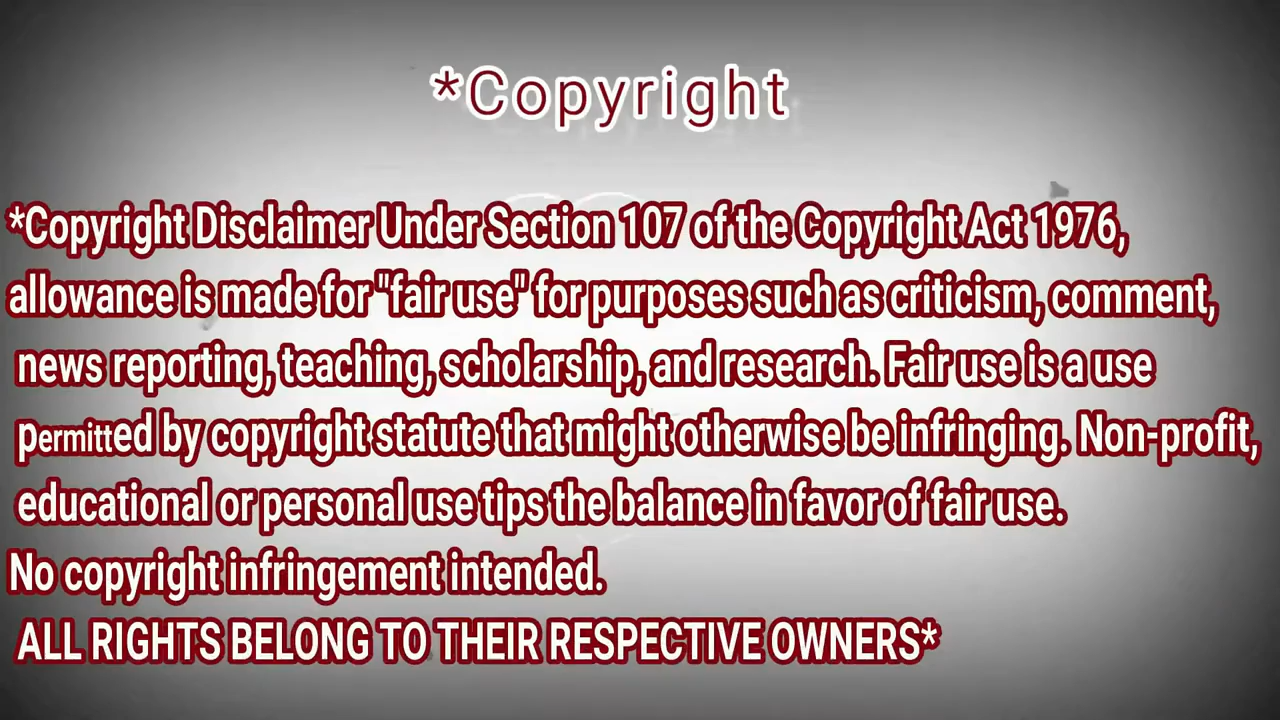 *Copyright
*Copyright Disclaimer Under Section 107 of the Copyright Act 1976,
allowance is made for "fair use" for purposes such as criticism, comment,
news reporting, teaching, scholarship, and research. Fair use is a use
permitted by copyright statute that might otherwise be infringing. Non-profit,
educational or personal use tips the balance in favor of fair use.
No copyright infringement intended.
ALL RIGHTS BELONG TO THEIR RESPECTIVE OWNERS*